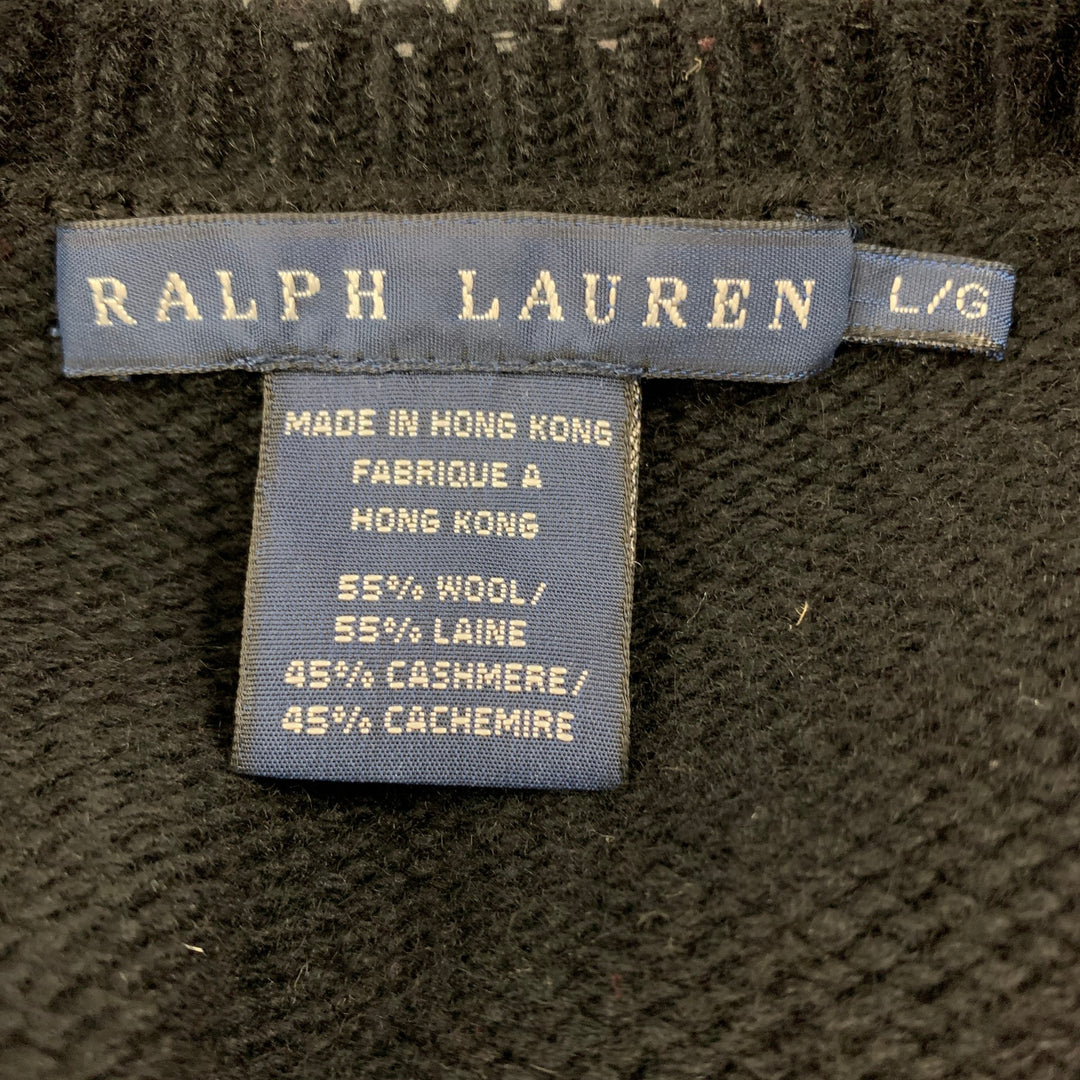 RALPH LAUREN
L/G
MADE IN HONG KONG
FABRIQUE A
HONG KONG
55% WOOL/
55% LAINE
45% CASHMERE/
45% CACHEMIRE